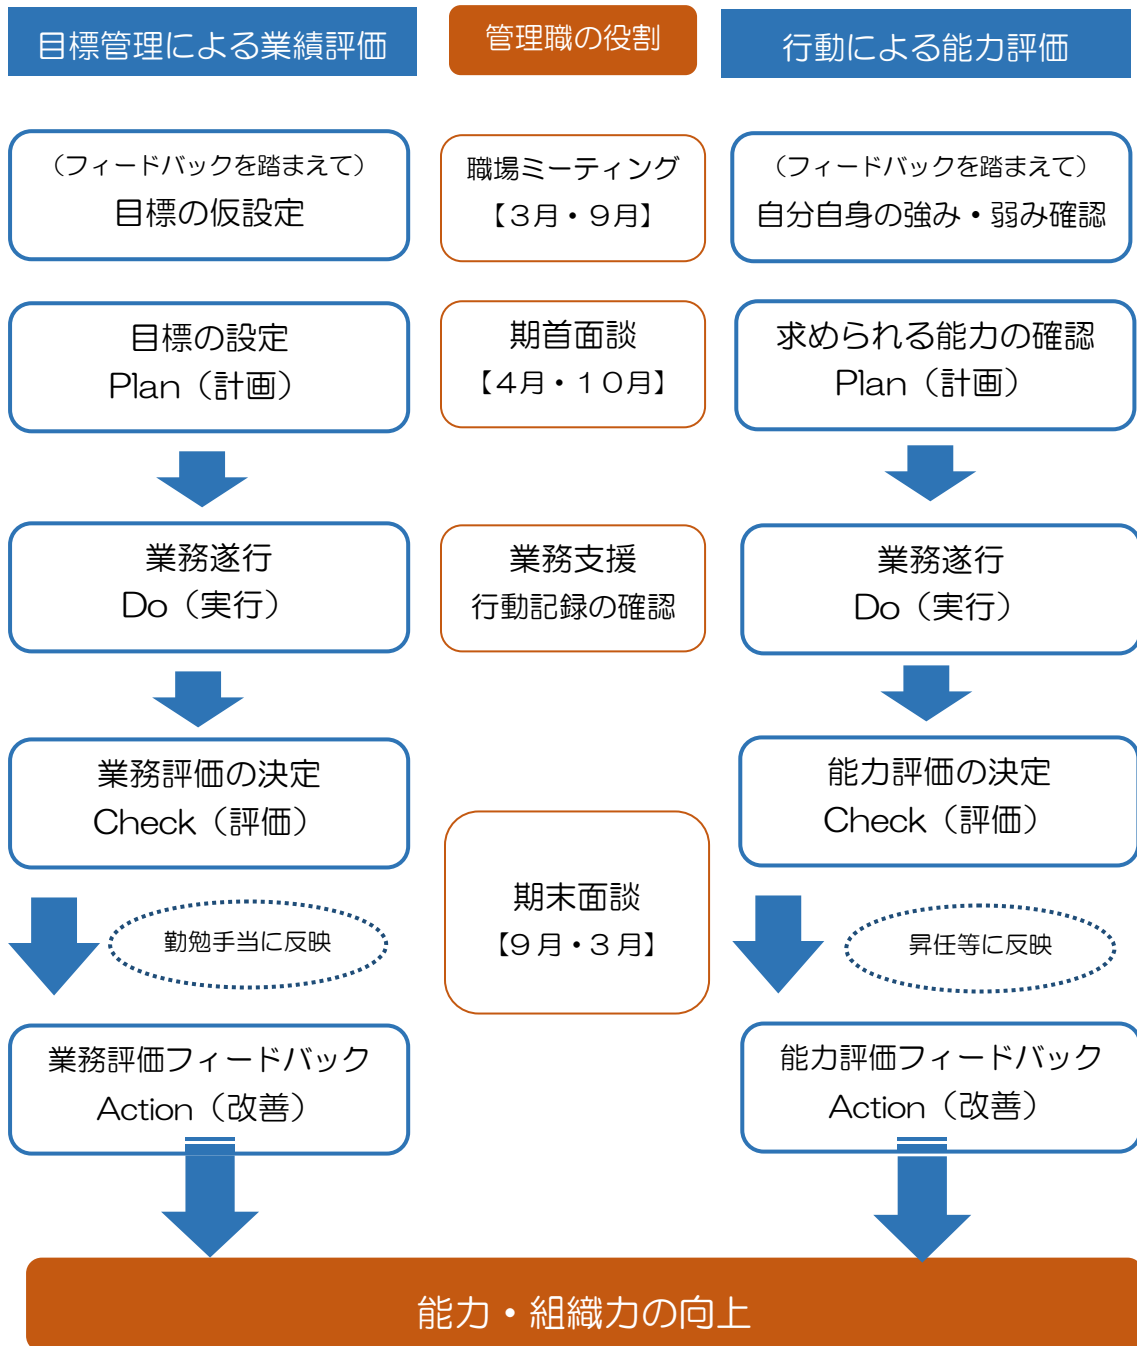 目標管理による業績評価
管理職の役割
行動による能力評価
（フィードバックを踏まえて）
目標の仮設定
職場ミーティング
【３月・９月】
（フィードバックを踏まえて）
自分自身の強み・弱み確認
目標の設定
Plan（計画）
期首面談
【４月・１０月】
求められる能力の確認
Plan（計画）
業務遂行
Do（実行）
業務支援
行動記録の確認
業務遂行
Do（実行）
業務評価の決定
Check（評価）
能力評価の決定
Check（評価）
勤勉手当に反映
期末面談
【９月・３月】
昇任等に反映
業務評価フィードバック
Action（改善）
能力評価フィードバック
Action（改善）
能力・組織力の向上